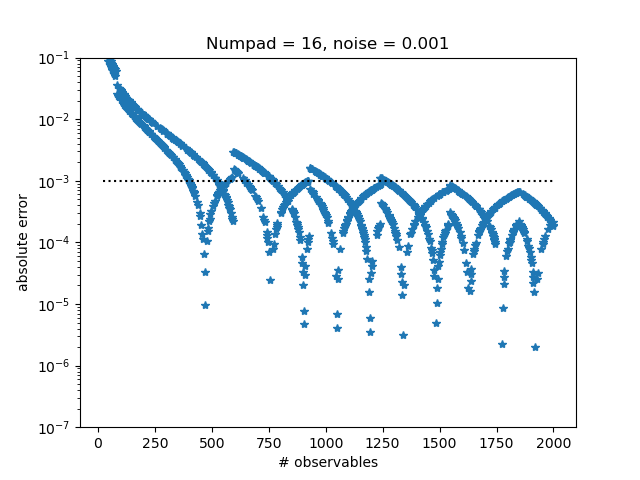 Numpad = 16, noise = 0.001
10⁻¹
10⁻²
10⁻³
10⁻⁴
10⁻⁵
10⁻⁶
10⁻⁷
absolute error
0 250 500 750 1000 1250 1500 1750 2000
# observables